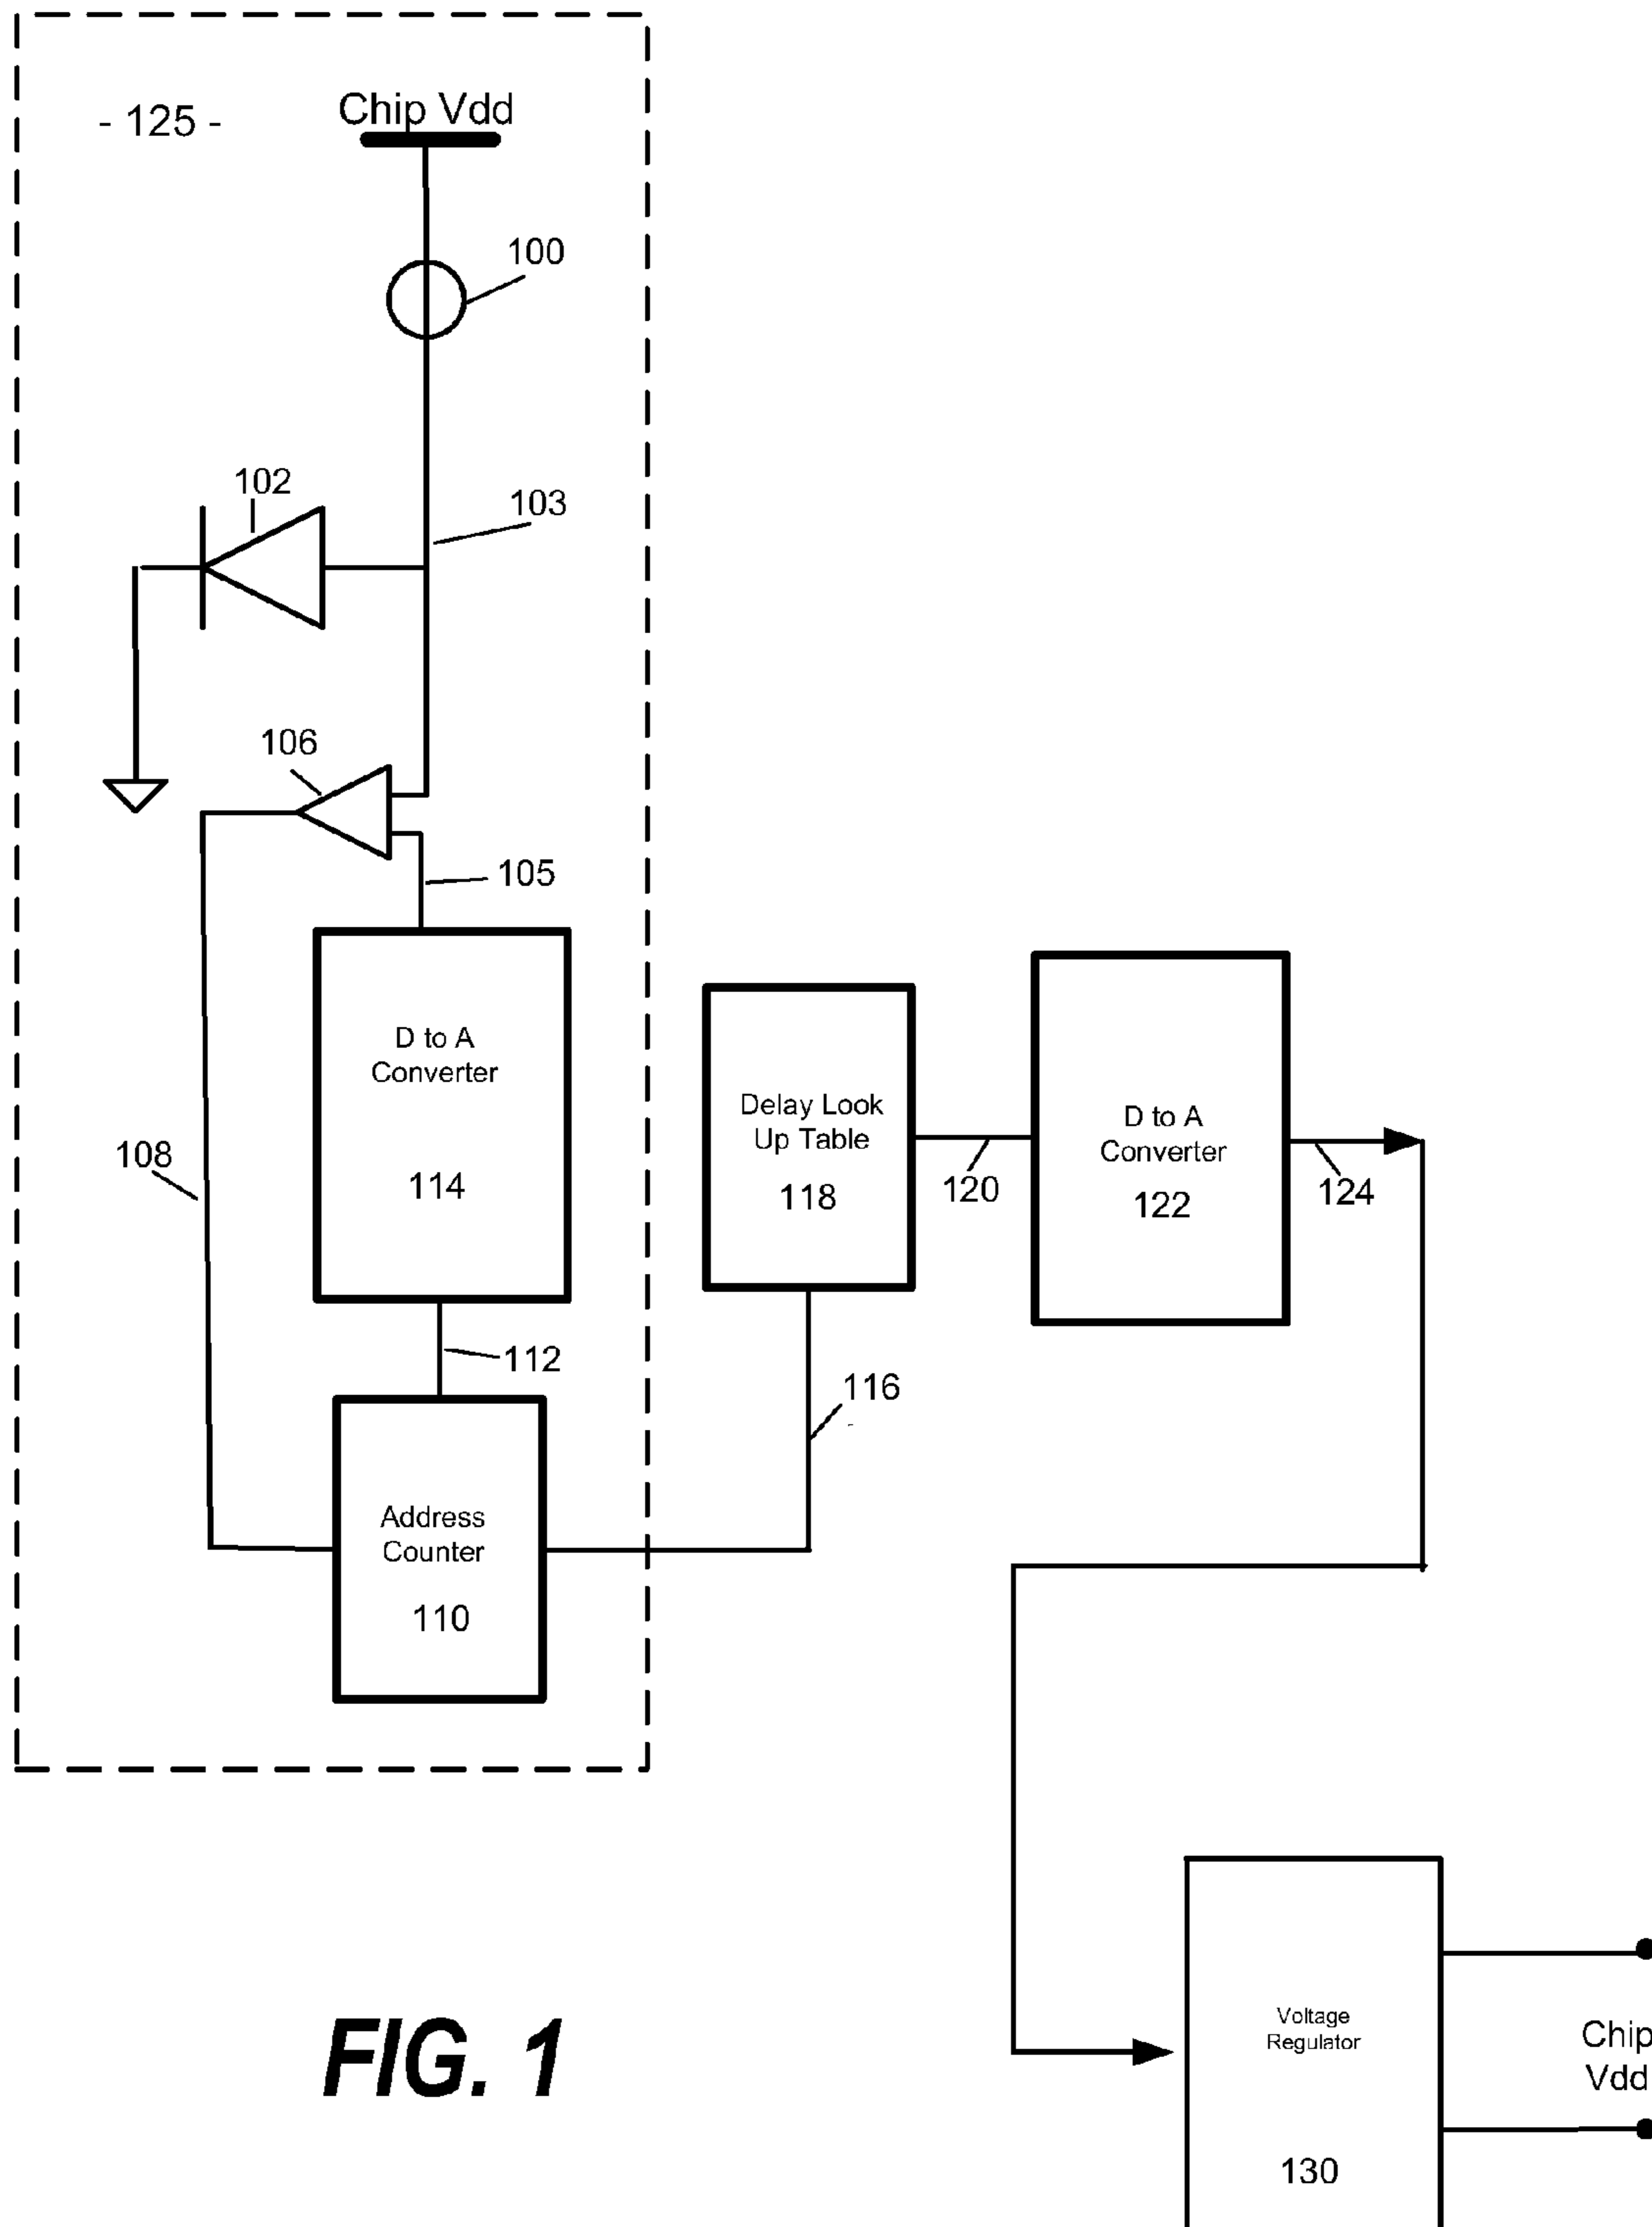 - 125 -
Chip Vdd
100
102
103
106
105
D to A
Converter
114
108
112
Address
Counter
110
Delay Look
Up Table
118
120
D to A
Converter
122
124
116
Voltage
Regulator
130
Chip
Vdd
FIG. 1